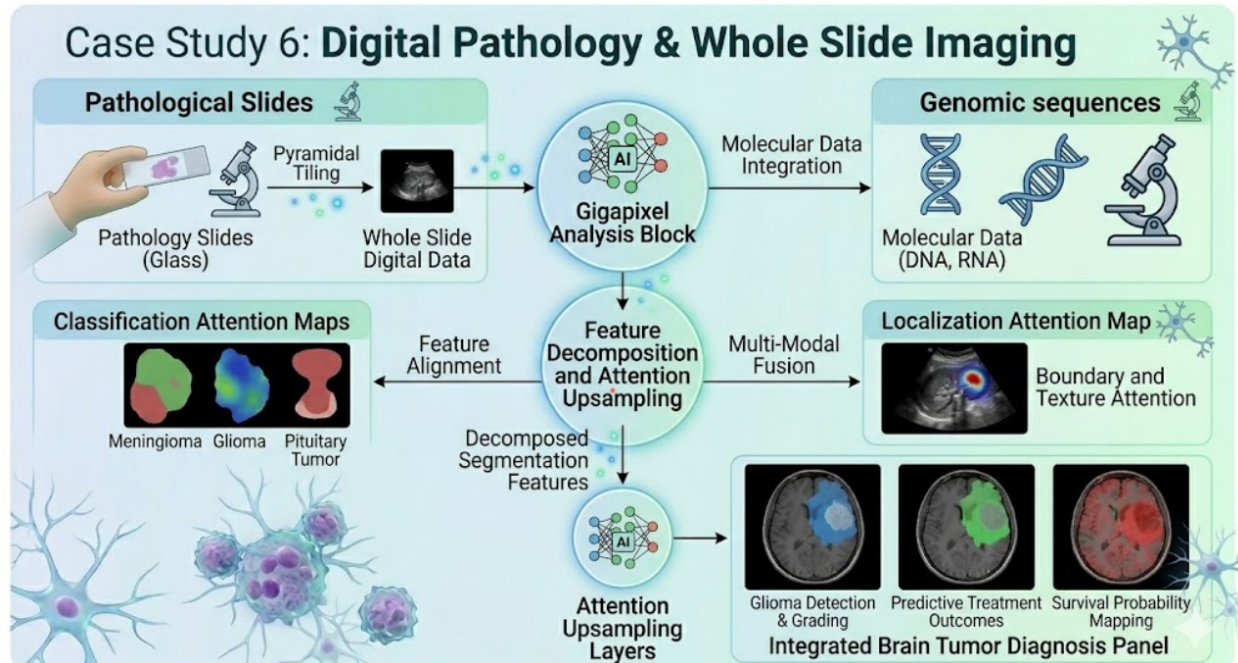 Case Study 6: Digital Pathology & Whole Slide Imaging
Pathological Slides
Pyramidal
Tiling
Pathology Slides
(Glass)
Whole Slide
Digital Data
AI
Gigapixel
Analysis Block
Molecular Data
Integration
Genomic sequences
Molecular Data
(DNA, RNA)
Classification Attention Maps
Meningioma
Glioma
Pituitary
Tumor
Feature
Alignment
Feature
Decomposition
and Attention
Upsampling
Multi-Modal
Fusion
Localization Attention Map
Boundary and
Texture Attention
Decomposed
Segmentation
Features
AI
Attention
Upsampling
Layers
Glioma Detection
& Grading
Predictive Treatment
Outcomes
Survival Probability
Mapping
Integrated Brain Tumor Diagnosis Panel